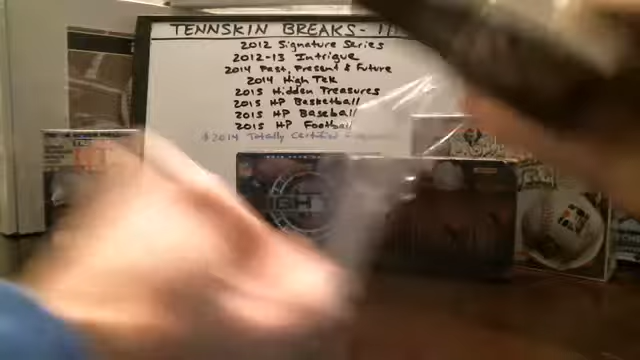 TENNSKIN BREAKS-
2012 Signature Series
2012-13 Intrigue
2014 Past, Present & Future
2014 High Tek
2015 Hidden Treasures
2015 HP Basketball
2015 HP Baseball
2015 HP Football
2014 Totally Certified